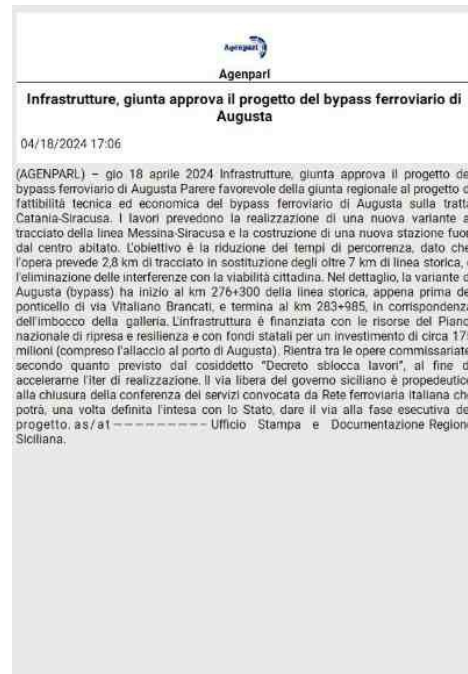 Agenparl
Agenparl
Infrastrutture, giunta approva il progetto del bypass ferroviario di
Augusta
04/18/2024 17:06
(AGENPARL) – gio 18 aprile 2024 Infrastrutture, giunta approva il progetto de
bypass ferroviario di Augusta Parere favorevole della giunta regionale al progetto d
fattibilità tecnica ed economica del bypass ferroviario di Augusta sulla tratta
Catania-Siracusa. I lavori prevedono la realizzazione di una nuova variante a
tracciato della linea Messina-Siracusa e la costruzione di una nuova stazione fuor
dal centro abitato. L'obiettivo è la riduzione dei tempi di percorrenza, dato che
l'opera prevede 2,8 km di tracciato in sostituzione degli oltre 7 km di linea storica, e
l'eliminazione delle interferenze con la viabilità cittadina. Nel dettaglio, la variante d
Augusta (bypass) ha inizio al km 276+300 della linea storica, appena prima de
ponticello di via Vitaliano Brancati, e termina al km 283+985, in corrispondenza
dell'imbocco della galleria. L'infrastruttura è finanziata con le risorse del Piano
nazionale di ripresa e resilienza e con fondi statali per un investimento di circa 175
milioni (compreso l'allaccio al porto di Augusta). Rientra tra le opere commissariate
secondo quanto previsto dal cosiddetto "Decreto sblocca lavori", al fine d
accelerarne l'iter di realizzazione. Il via libera del governo siciliano è propedeutico
alla chiusura della conferenza dei servizi convocata da Rete ferroviaria italiana che
potrà, una volta definita l'intesa con lo Stato, dare il via alla fase esecutiva de
progetto. as/at—————————— Ufficio Stampa e Documentazione Regione
Siciliana.